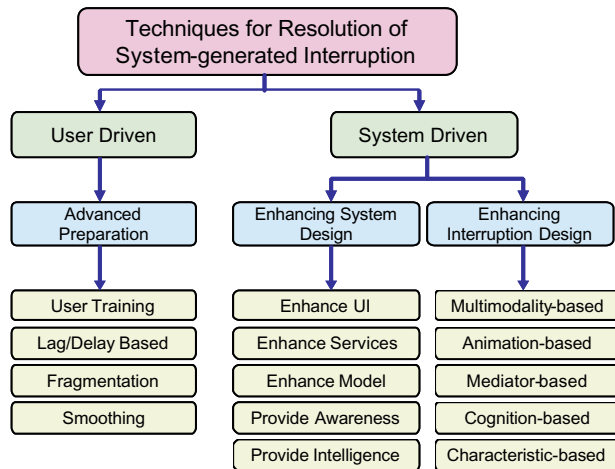 Techniques for Resolution of
System-generated Interruption
User Driven
System Driven
Advanced
Preparation
Enhancing System
Design
Enhancing
Interruption Design
User Training
Lag/Delay Based
Fragmentation
Smoothing
Enhance UI
Enhance Services
Enhance Model
Provide Awareness
Provide Intelligence
Multimodality-based
Animation-based
Mediator-based
Cognition-based
Characteristic-based